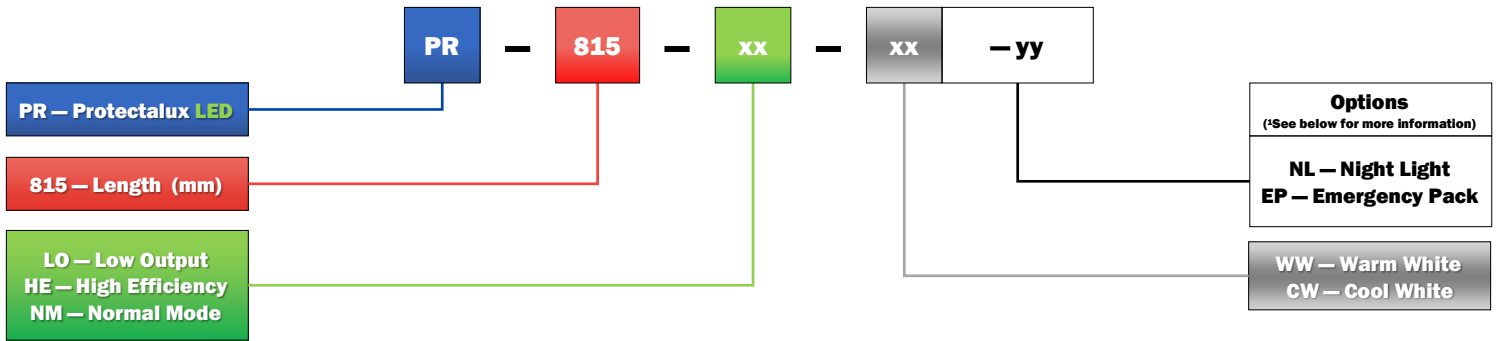 PR — 815 — xx — xx — yy
PR — Protectalux LED
815 — Length (mm)
LO — Low Output
HE — High Efficiency
NM — Normal Mode
Options
(¹See below for more information)
NL — Night Light
EP — Emergency Pack
WW — Warm White
CW — Cool White